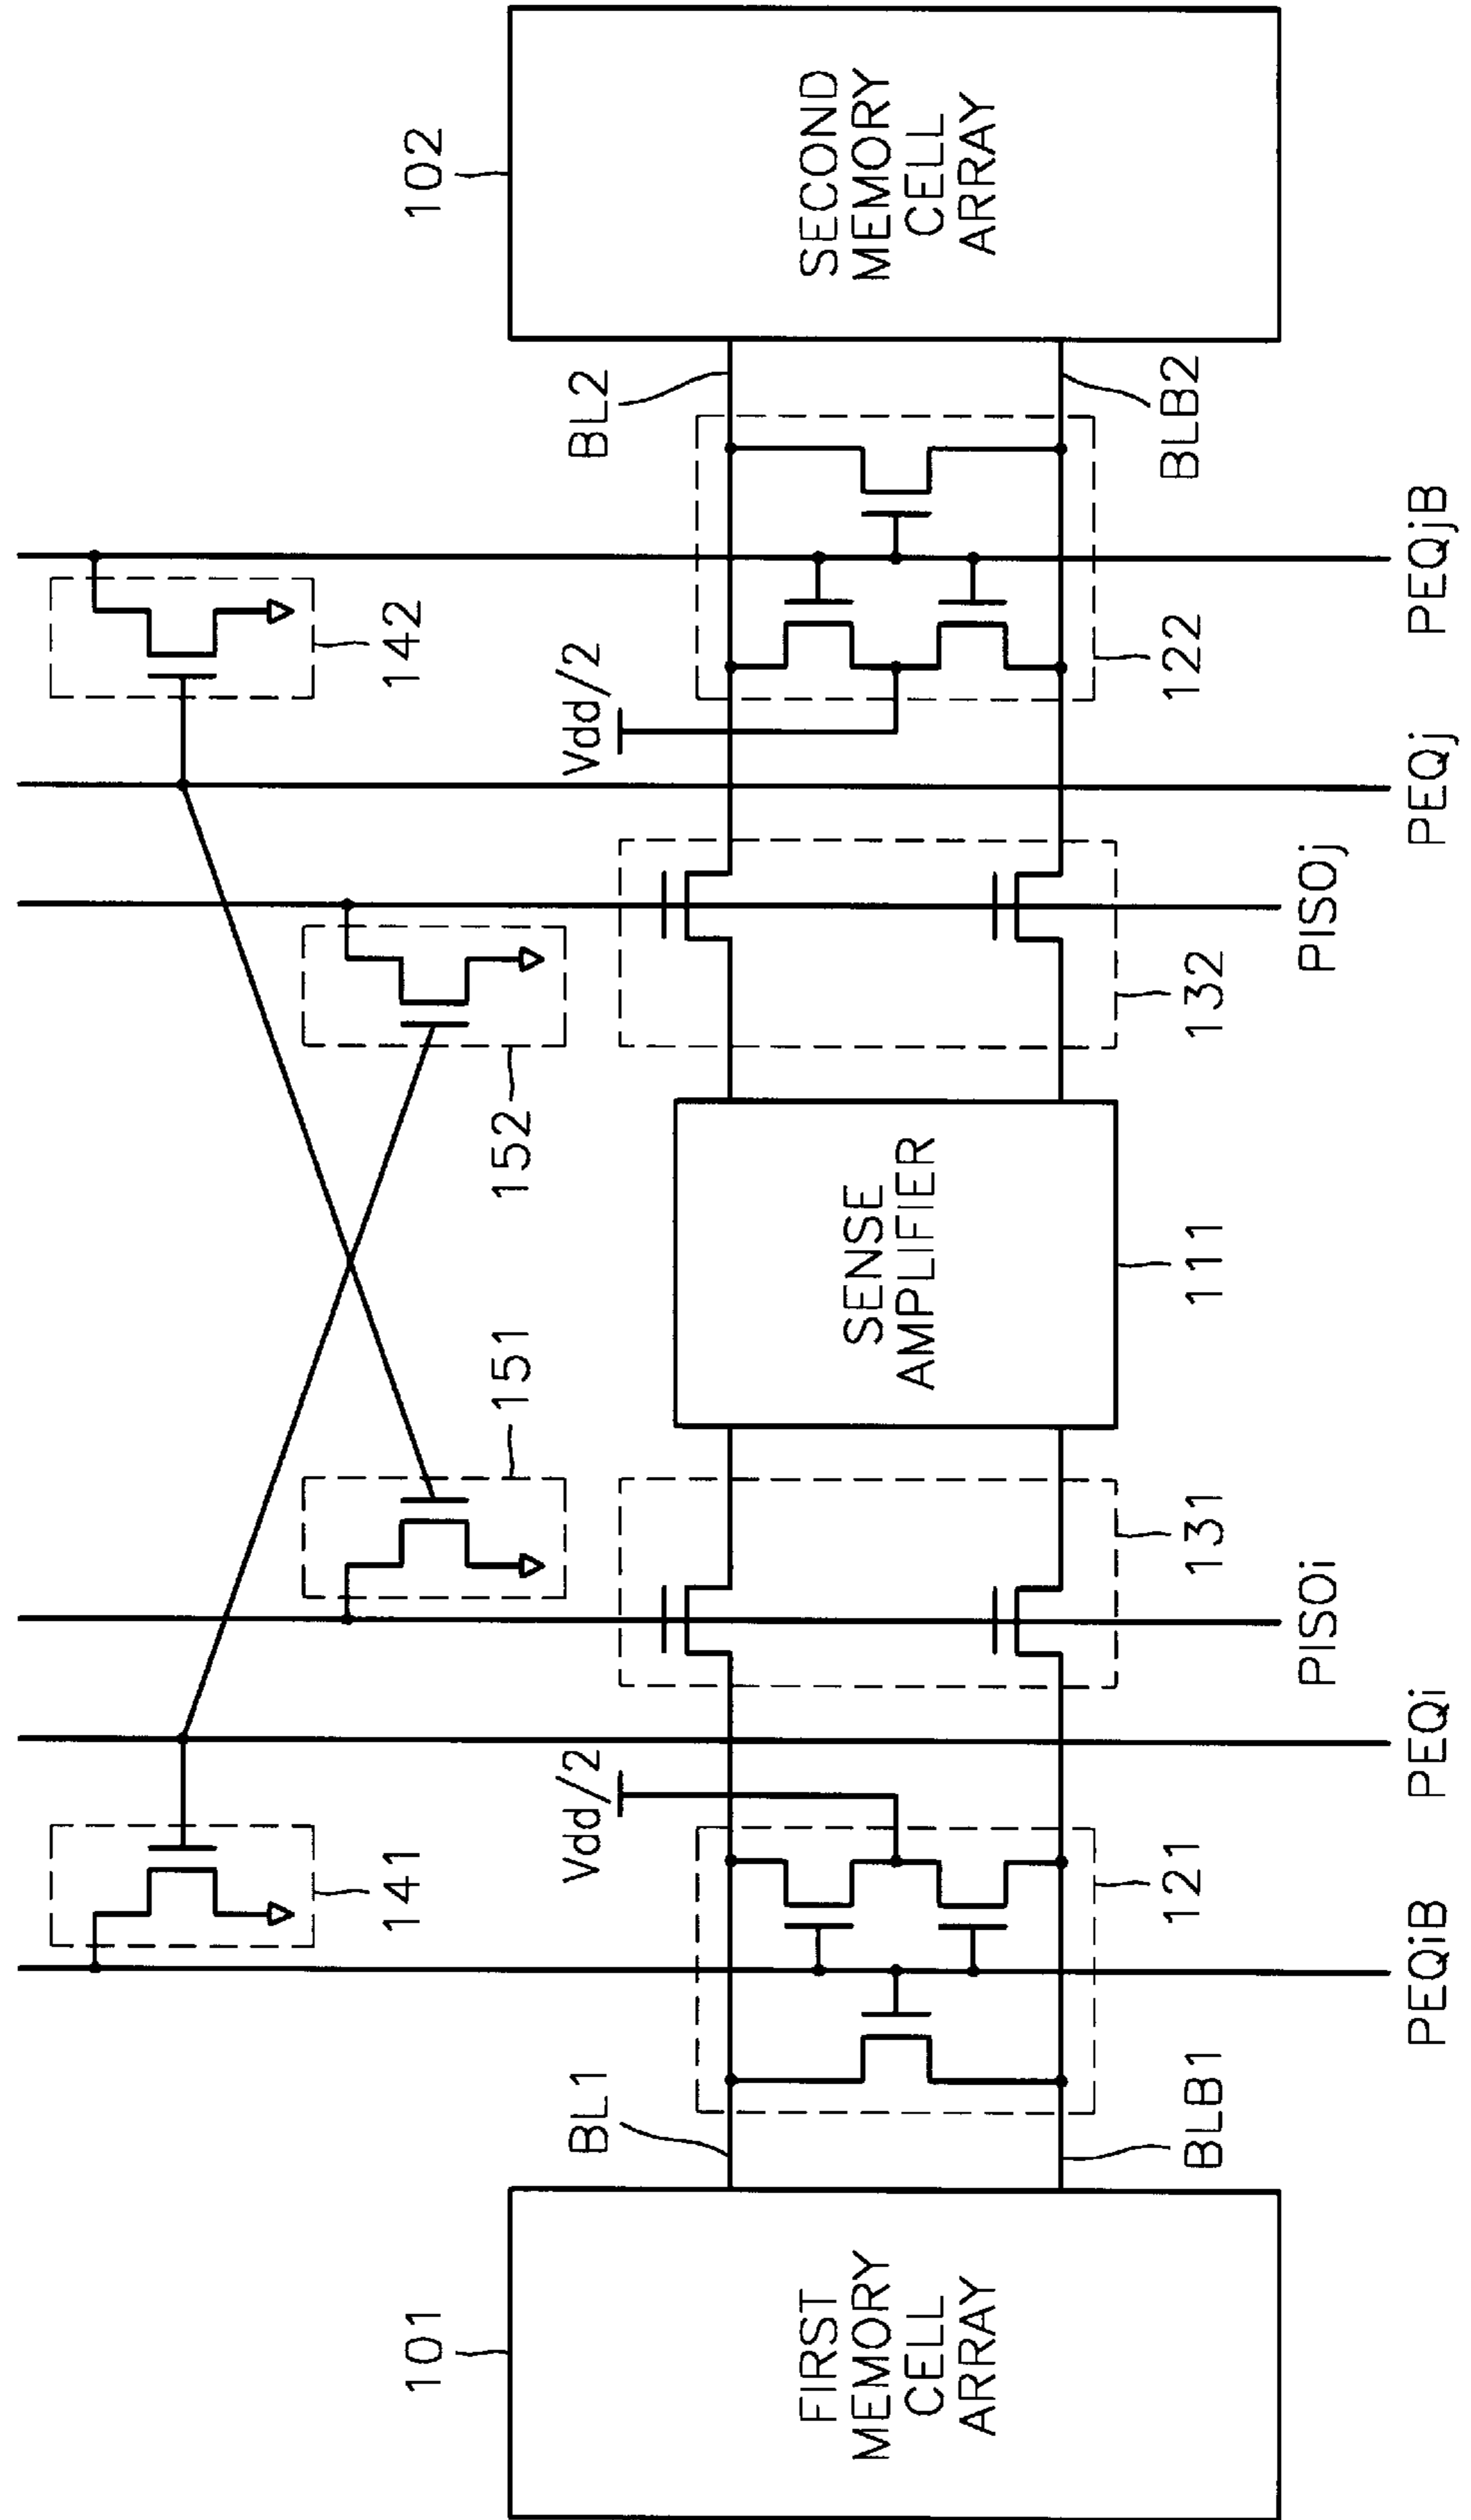 102
SECOND
MEMORY
CELL
ARRAY
BL2
BLB2
PEQjB
142
Vdd/2
122
PEQj
PISOj
152
132
SENSE
AMPLIFIER
111
151
131
PISOi
PEQi
141
Vdd/2
121
PEQiB
BL1
BLB1
101
FIRST
MEMORY
CELL
ARRAY